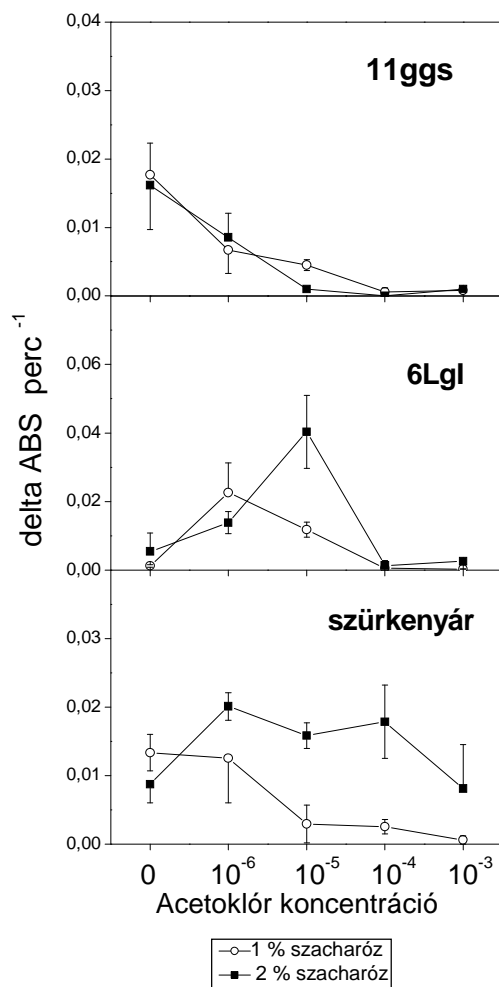 0,04
11ggs
0,03
0,02
0,01
0,00
6LgI
0,06
0,04
0,02
0,00
delta ABS perc⁻¹
szürkenyár
0,03
0,02
0,01
0,00
0 10⁻⁶ 10⁻⁵ 10⁻⁴ 10⁻³
Acetoklór koncentráció
1 % szacharóz
2 % szacharóz